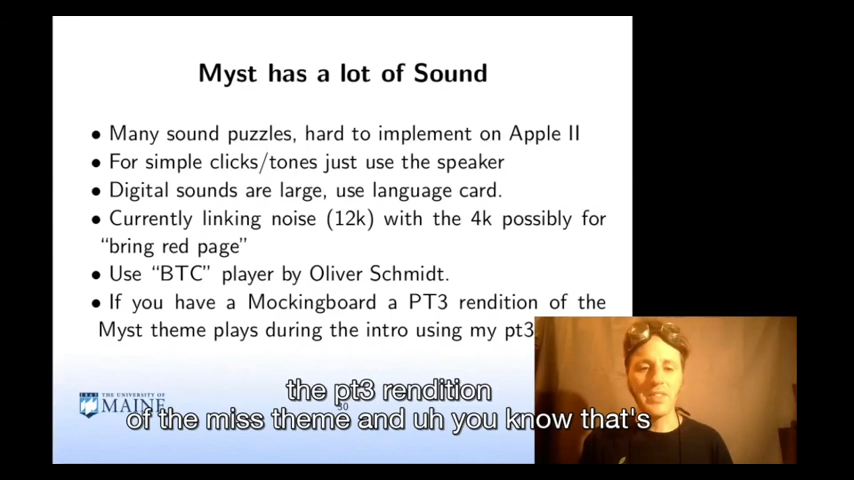 Myst has a lot of Sound
• Many sound puzzles, hard to implement on Apple II
• For simple clicks/tones just use the speaker
• Digital sounds are large, use language card.
• Currently linking noise (12k) with the 4k possibly for
“bring red page”
• Use “BTC” player by Oliver Schmidt.
• If you have a Mockingboard a PT3 rendition of the
Myst theme plays during the intro using my pt3
the pt3 rendition
of the miss theme and uh you know that's
THE UNIVERSITY OF
MAINE